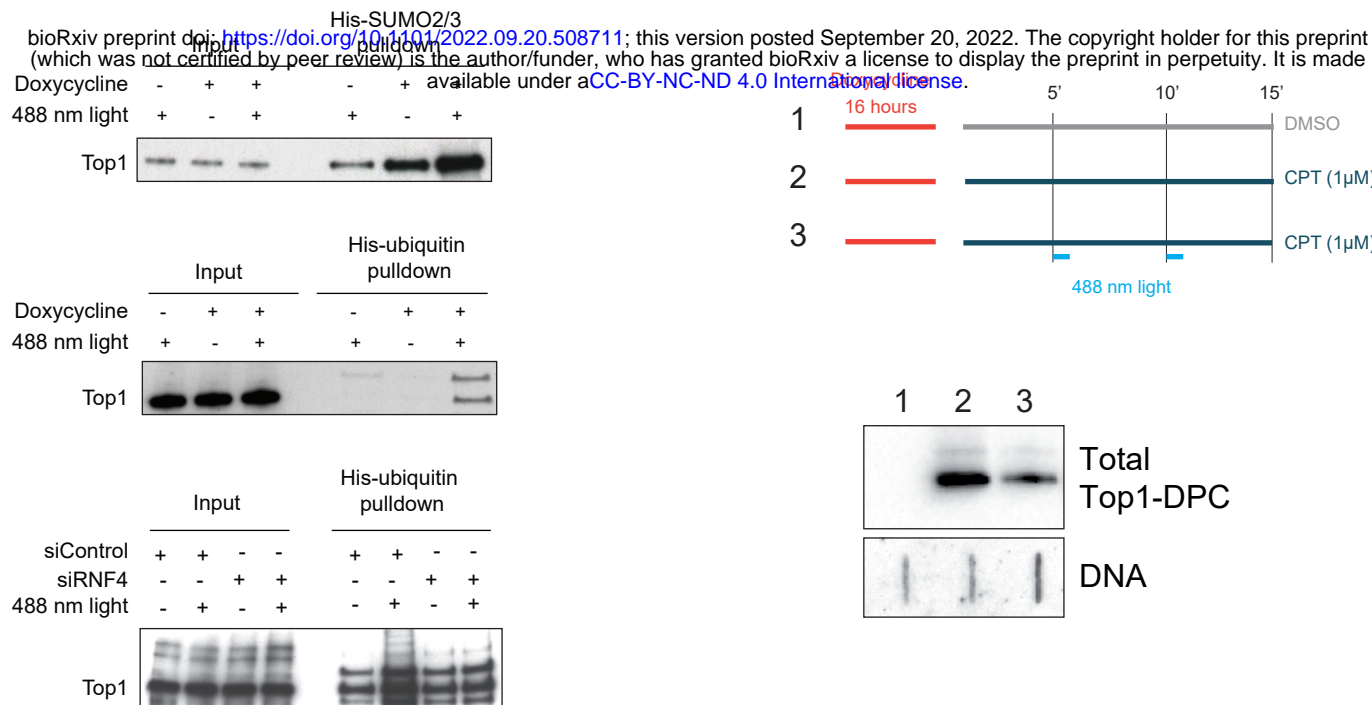 His-SUMO2/3
pulldown
Input
bioRxiv preprint doi: https://doi.org/10.1101/2022.09.20.508711; this version posted September 20, 2022. The copyright holder for this preprint
(which was not certified by peer review) is the author/funder, who has granted bioRxiv a license to display the preprint in perpetuity. It is made
available under aCC-BY-NC-ND 4.0 International license.
Doxycycline - + + - + +
488 nm light + - + + - +
Top1
His-ubiquitin
pulldown
Input
Doxycycline - + + - + +
488 nm light + - + + - +
Top1
His-ubiquitin
pulldown
Input
siControl + + - - + + - -
siRNF4 - - + + - - + +
488 nm light - + - + - + - +
Top1
Doxycycline
16 hours
5’ 10’ 15’
1 DMSO
2 CPT (1μM)
3 CPT (1μM)
488 nm light
1 2 3
Total
Top1-DPC
DNA